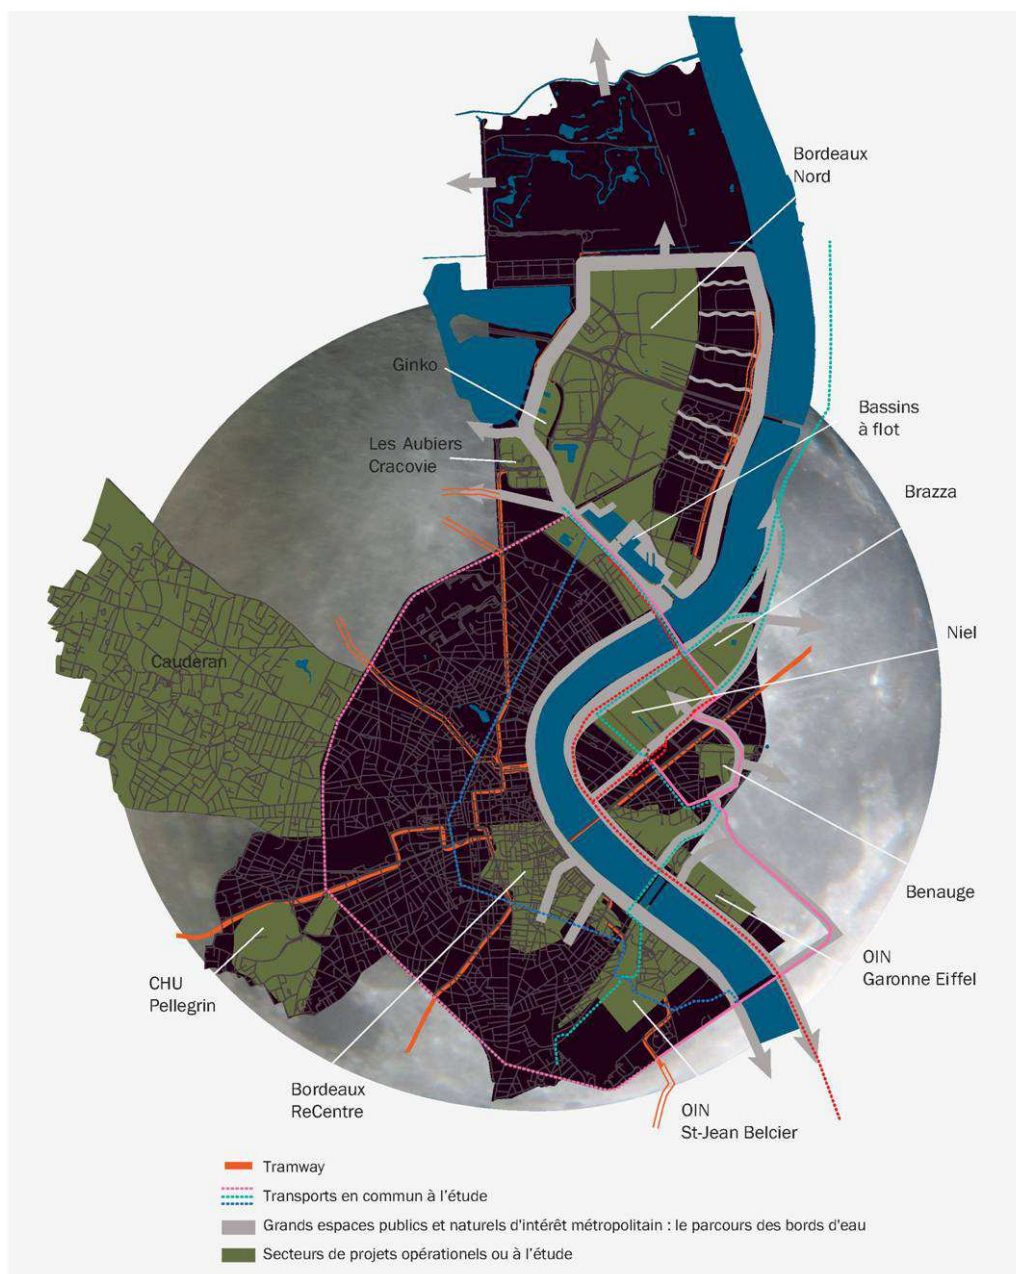 Bordeaux
Nord
Ginko
Bassins
à flot
Les Aubiers
Cracovie
Brazza
Niel
Caudéran
Benauge
OIN
Garonne Eiffel
CHU
Pellegrin
Bordeaux
ReCentre
OIN
St-Jean Belcier
Tramway
Transports en commun à l'étude
Grands espaces publics et naturels d'intérêt métropolitain : le parcours des bords d'eau
Secteurs de projets opérationels ou à l'étude